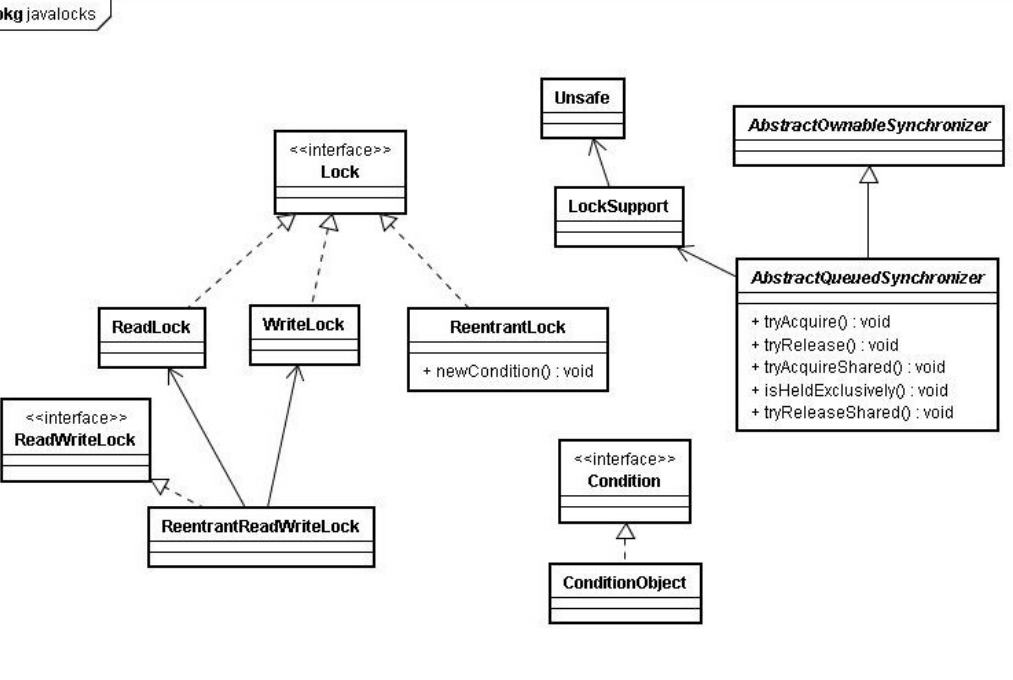 pkg javalocks
Unsafe
AbstractOwnableSynchronizer
<<interface>>
Lock
LockSupport
AbstractQueuedSynchronizer
+ tryAcquire() : void
+ tryRelease() : void
+ tryAcquireShared() : void
+ isHeldExclusively() : void
+ tryReleaseShared() : void
ReadLock
WriteLock
ReentrantLock
+ newCondition() : void
<<interface>>
ReadWriteLock
<<interface>>
Condition
ReentrantReadWriteLock
ConditionObject